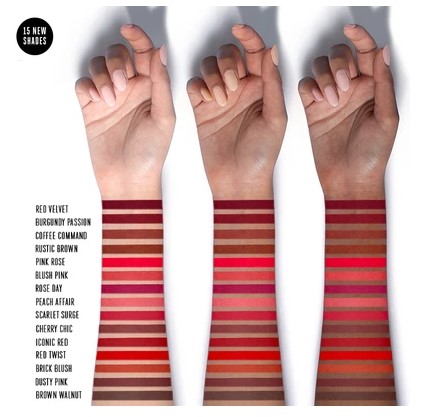 15 NEW
SHADES
RED VELVET
BURGUNDY PASSION
COFFEE COMMAND
RUSTIC BROWN
PINK ROSE
BLUSH PINK
ROSE DAY
PEACH AFFAIR
SCARLET SURGE
CHERRY CHIC
ICONIC RED
RED TWIST
BRICK BLUSH
DUSTY PINK
BROWN WALNUT